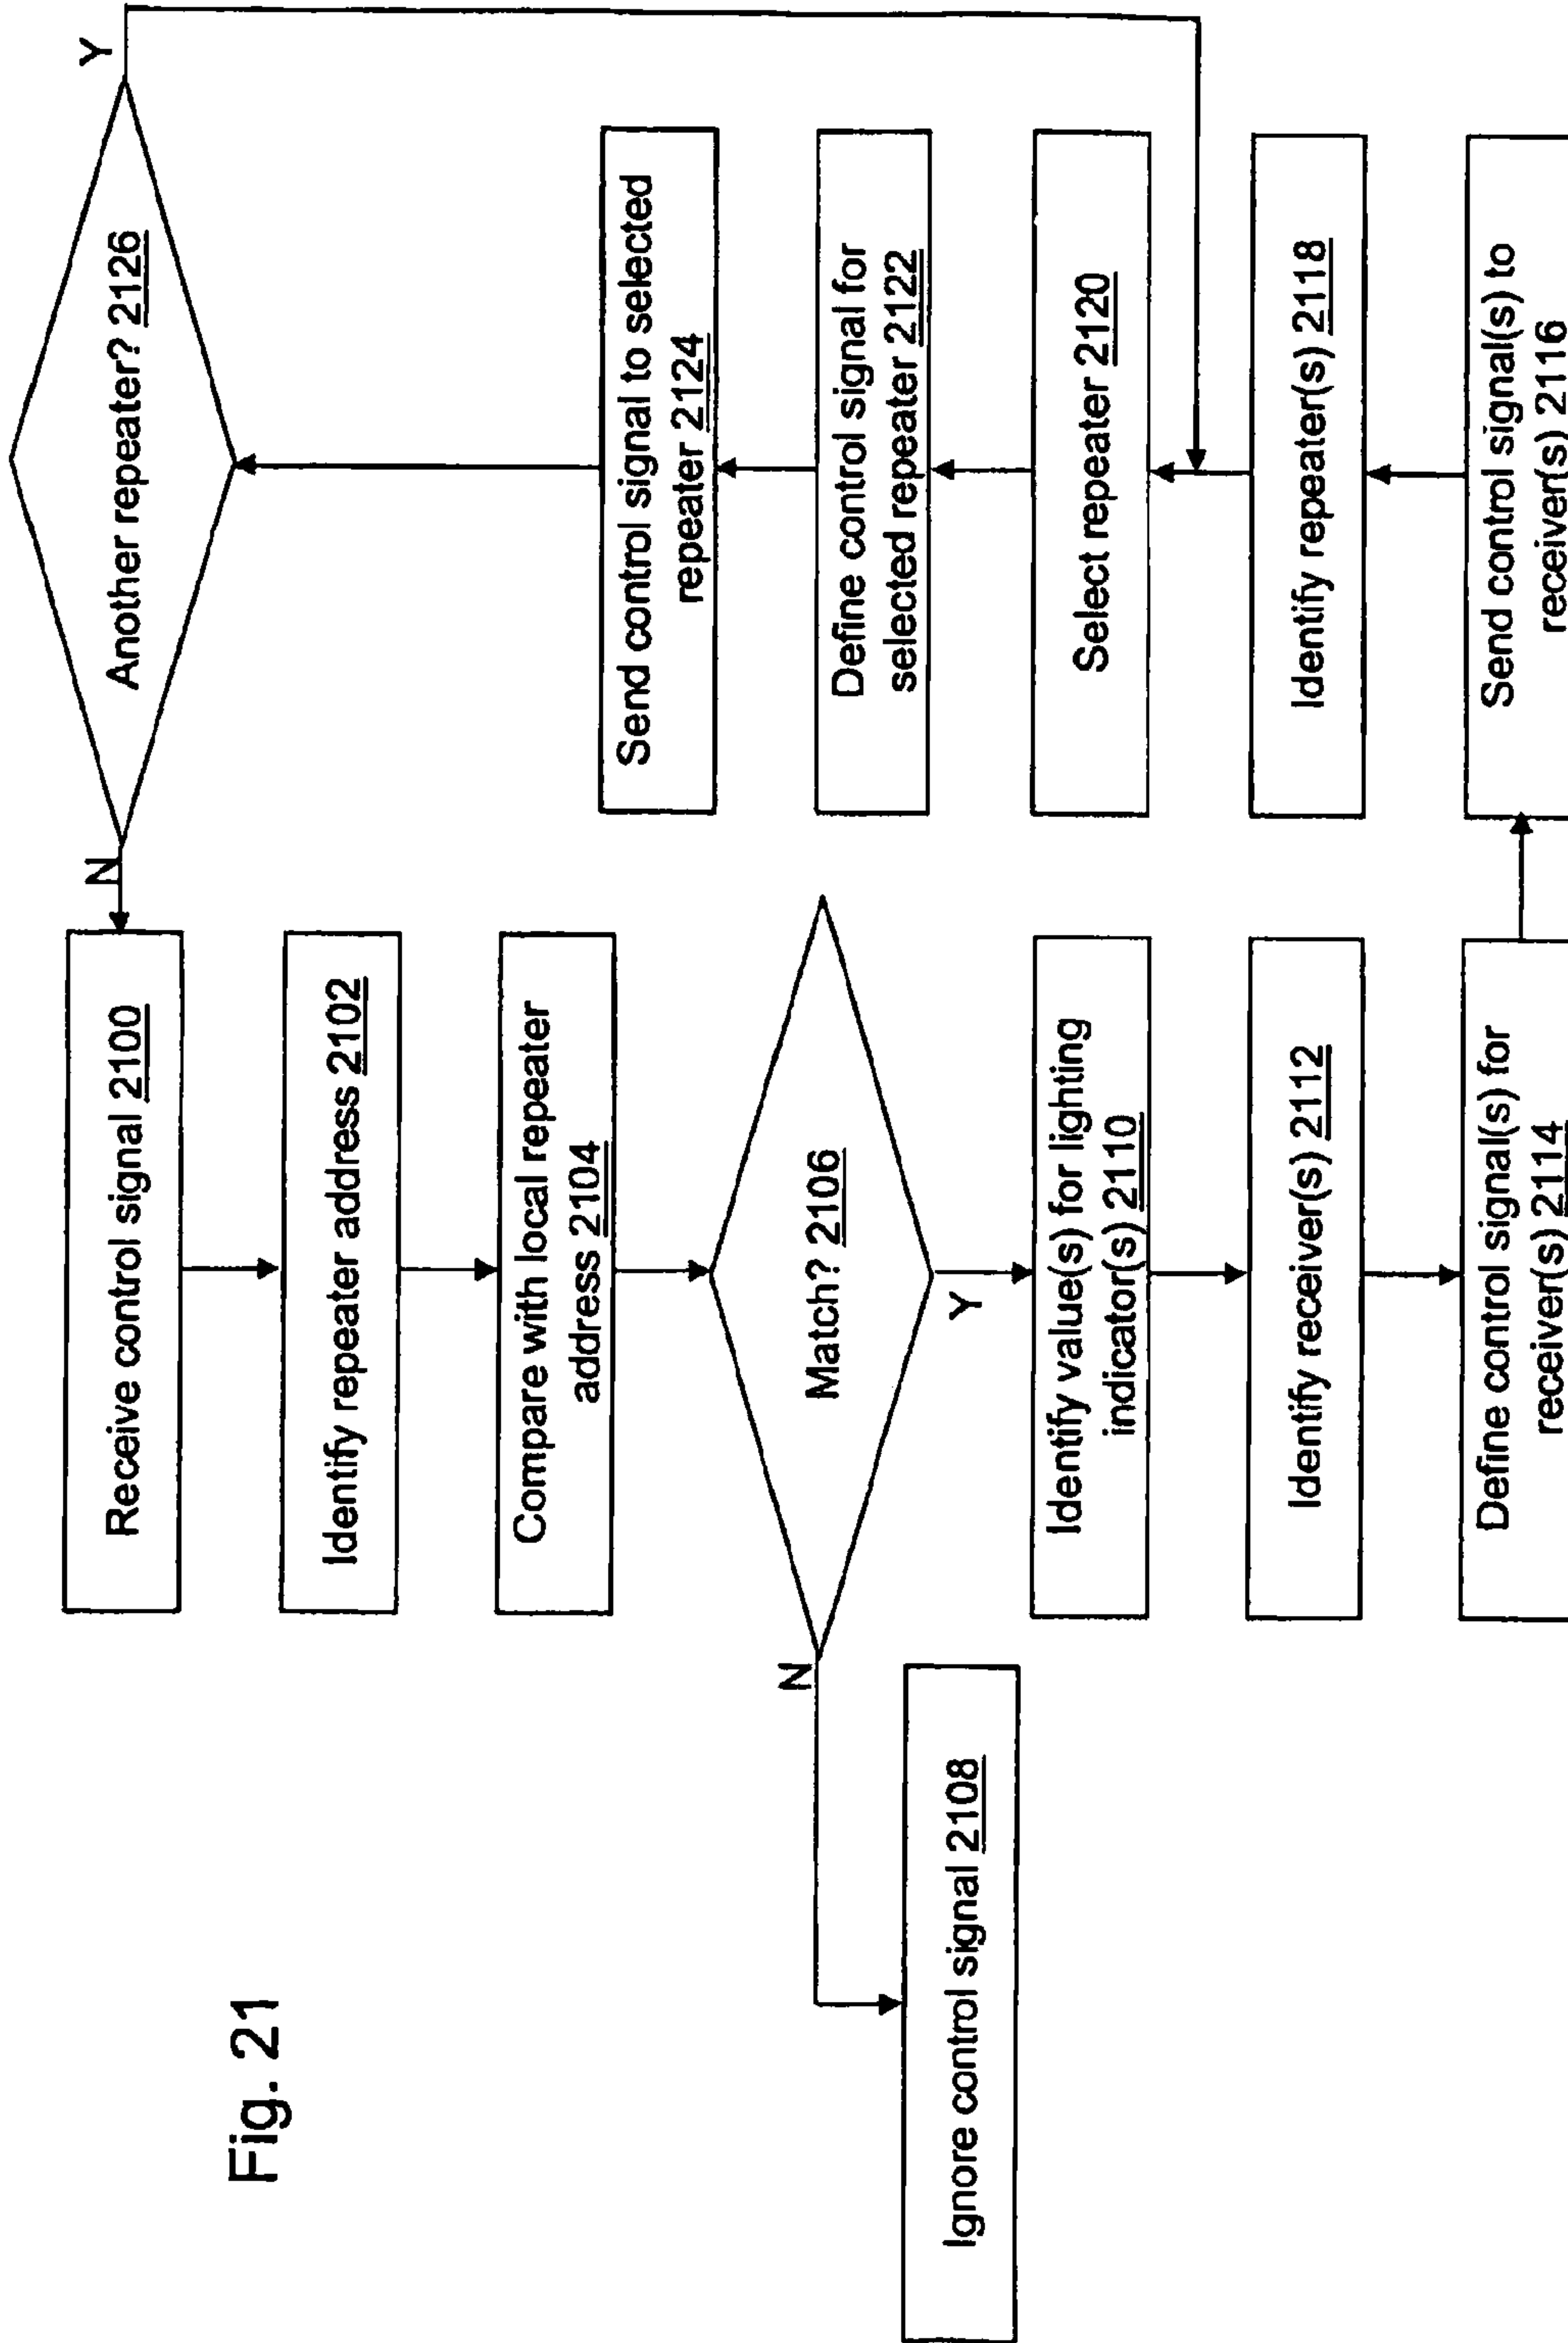 Fig. 21
Receive control signal 2100
Identify repeater address 2102
Compare with local repeater
address 2104
Match? 2106
N
Y
Ignore control signal 2108
Identify value(s) for lighting
indicator(s) 2110
Identify receiver(s) 2112
Define control signal(s) for
receiver(s) 2114
Send control signal(s) to
receiver(s) 2116
Identify repeater(s) 2118
Select repeater 2120
Define control signal for
selected repeater 2122
Send control signal to selected
repeater 2124
Another repeater? 2126
N
Y